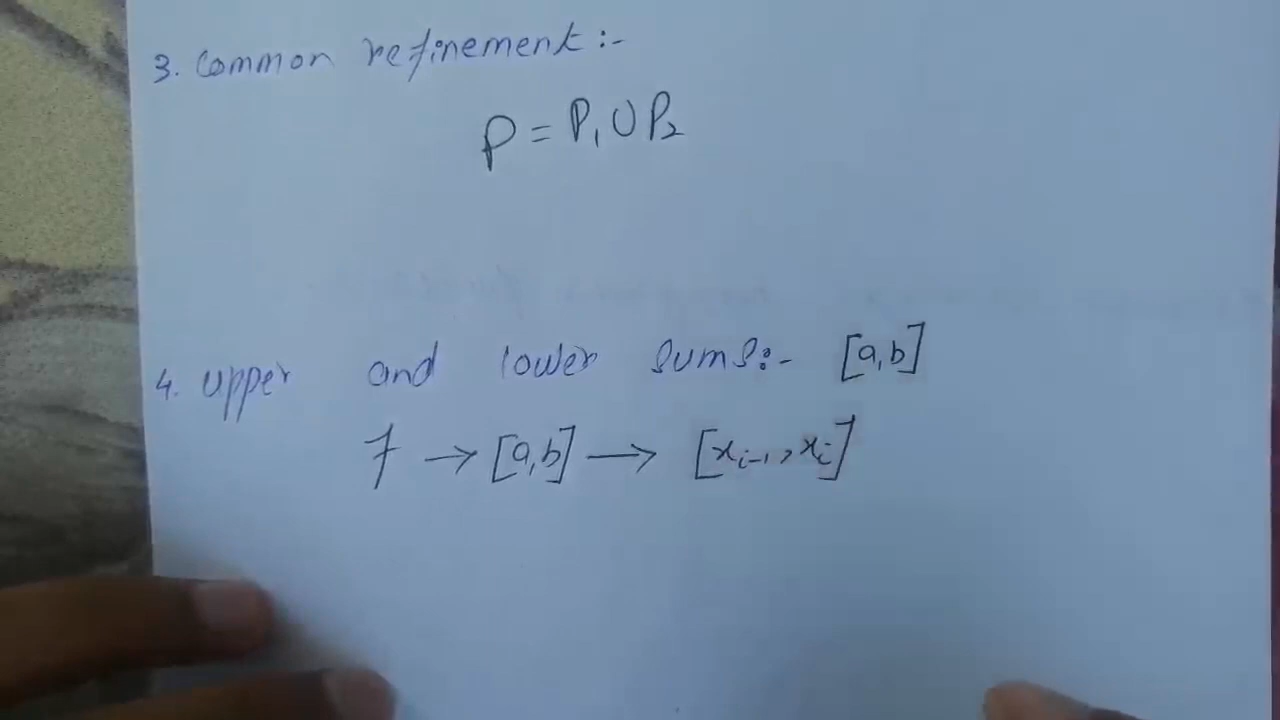 3. Common refinement :-
P = P₁ ∪ P₂
4. upper and lower sums:- [a,b]
f → [a,b] → [xᵢ₋₁, xᵢ]